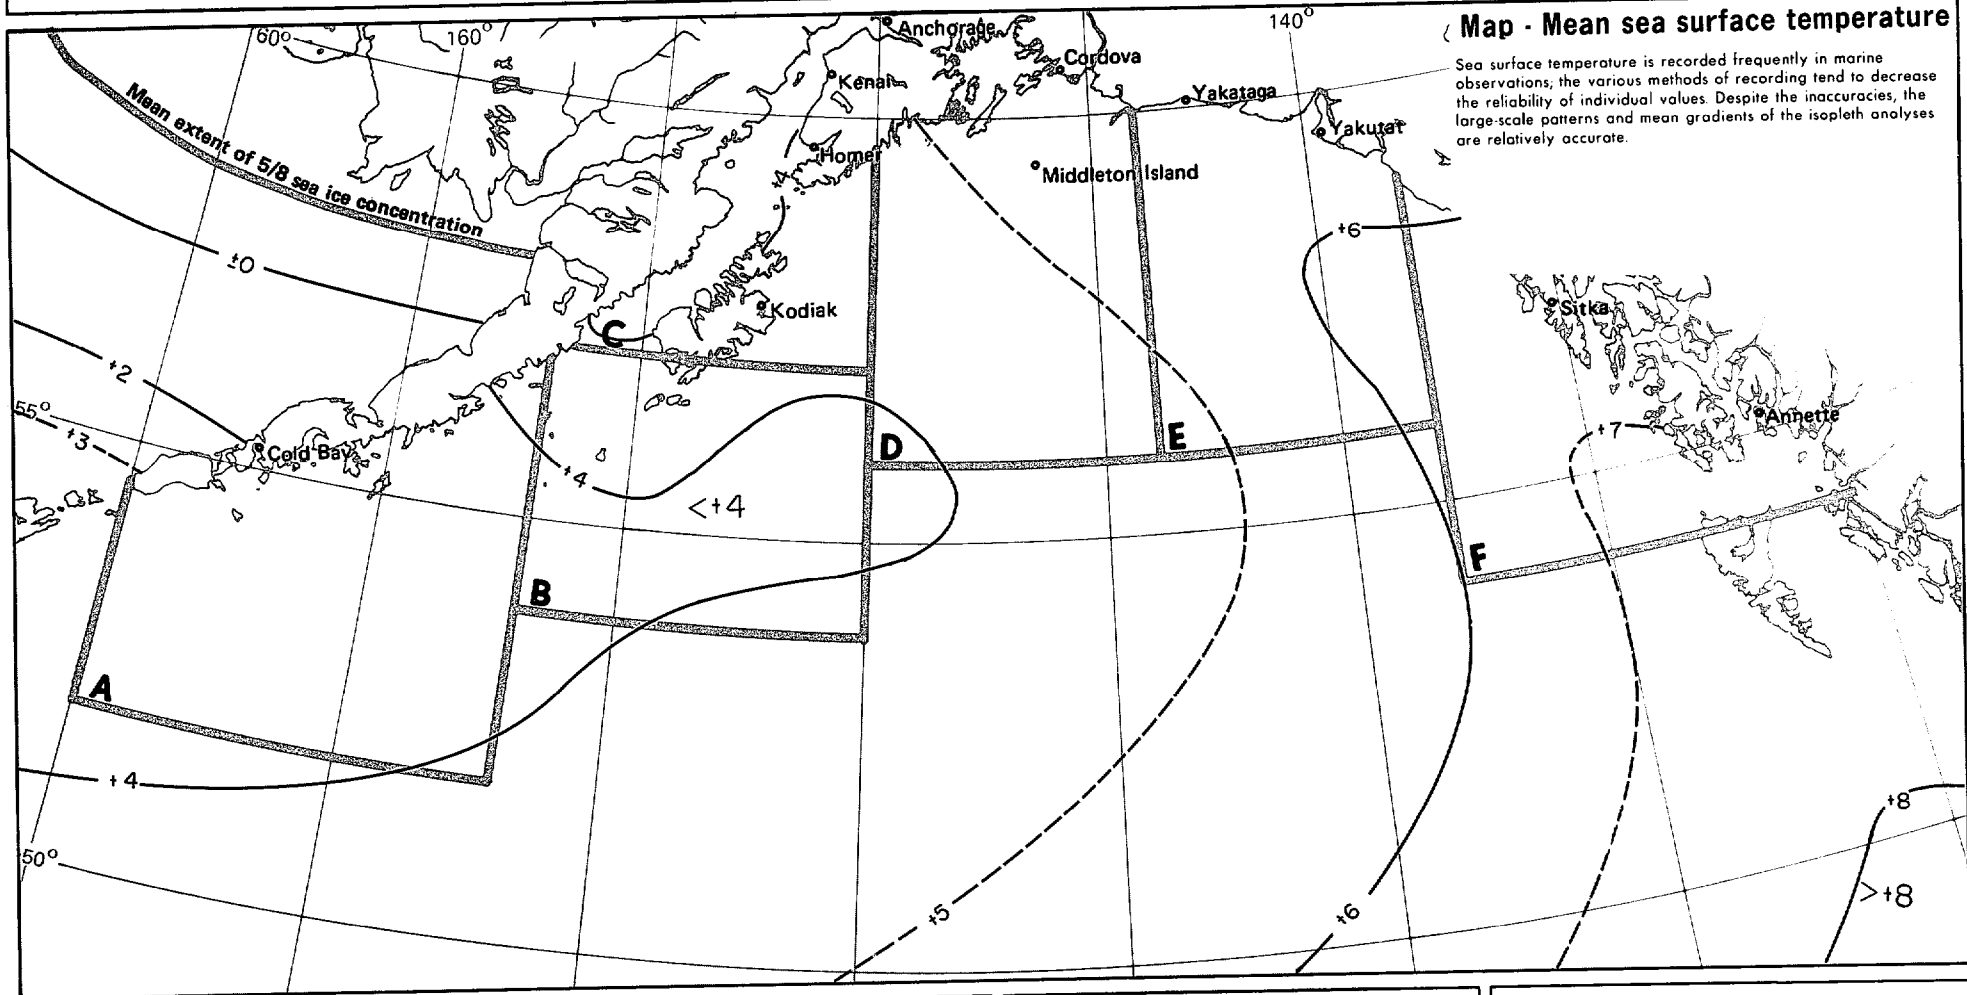 Map - Mean sea surface temperature
Sea surface temperature is recorded frequently in marine
observations; the various methods of recording tend to decrease
the reliability of individual values. Despite the inaccuracies, the
large-scale patterns and mean gradients of the isopleth analyses
are relatively accurate.
60°
160°
140°
Anchorage
Cordova
Kenai
Yakataga
Yakutat
Homer
Middleton Island
Mean extent of 5/8 sea ice concentration
+4
+6
±0
Kodiak
Sitka
C
+2
55°
+3
Cold Bay
Annette
+7
D
E
+4
<+4
F
B
A
+4
+8
50°
>+8
+5
+6